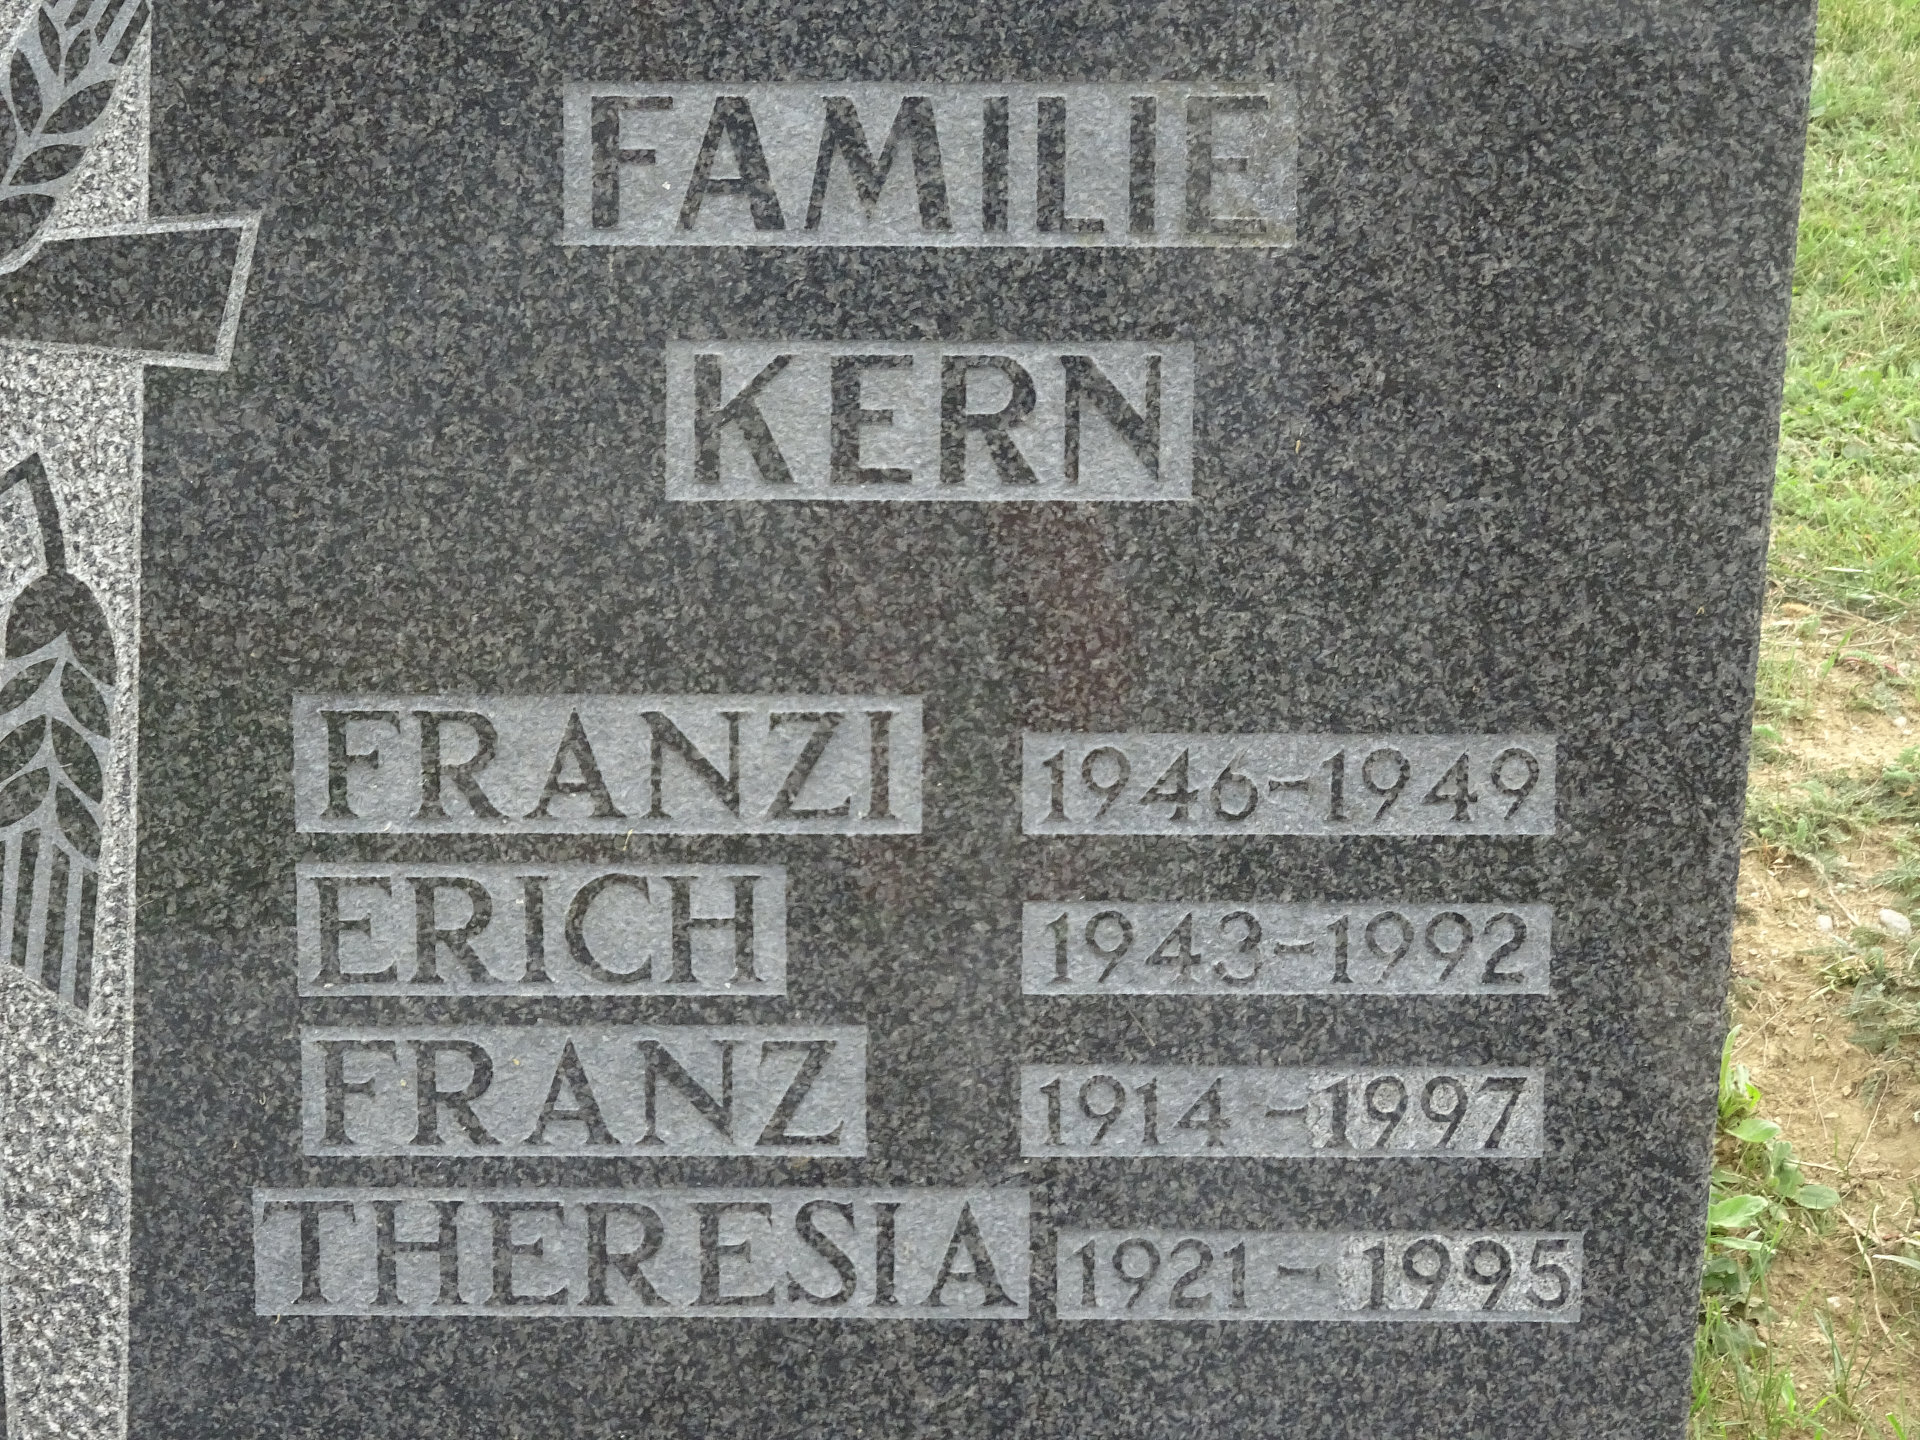 FAMILIE
KERN
FRANZI 1946-1949
ERICH 1943-1992
FRANZ 1914-1997
THERESIA 1921-1995